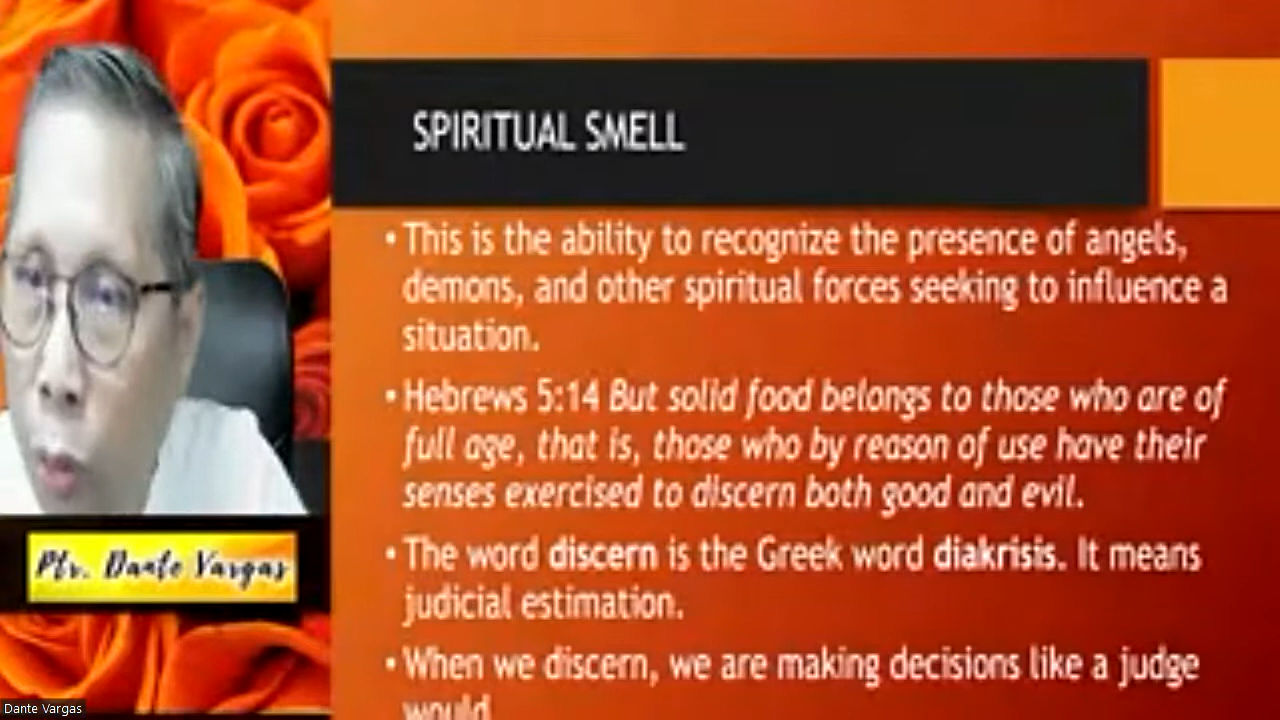 SPIRITUAL SMELL
• This is the ability to recognize the presence of angels,
demons, and other spiritual forces seeking to influence a
situation.
• Hebrews 5:14 But solid food belongs to those who are of
full age, that is, those who by reason of use have their
senses exercised to discern both good and evil.
• The word discern is the Greek word diakrisis. It means
judicial estimation.
• When we discern, we are making decisions like a judge
would
Ptr. Dante Vargas
Dante Vargas